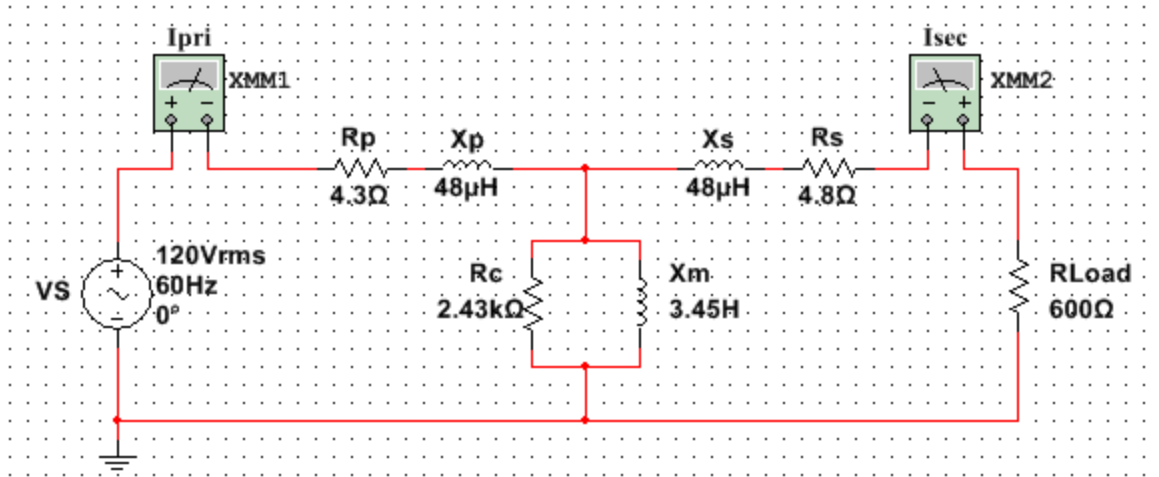 Ipri
Isec
XMM1
XMM2
+ −
− +
Rp
Xp
Xs
Rs
4.3Ω
48µH
48µH
4.8Ω
VS
+
−
120Vrms
60Hz
0°
Rc
2.43kΩ
Xm
3.45H
RLoad
600Ω